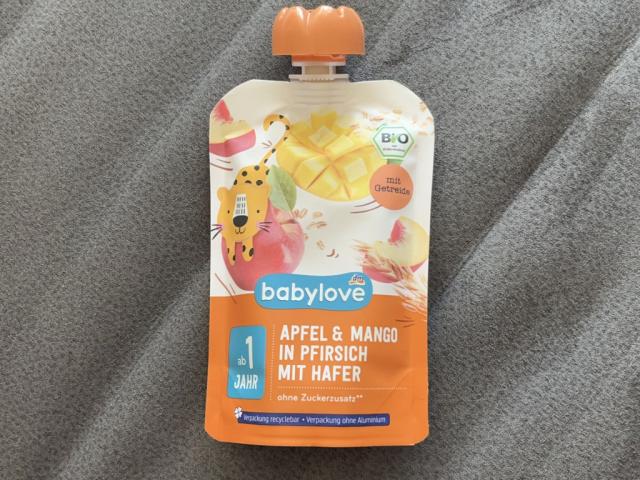 BIO
mit
Getreide
dm
babylove
ab 1
JAHR
APFEL & MANGO
IN PFIRSICH
MIT HAFER
ohne Zuckerzusatz**
Verpackung recyclebar • Verpackung ohne Aluminium